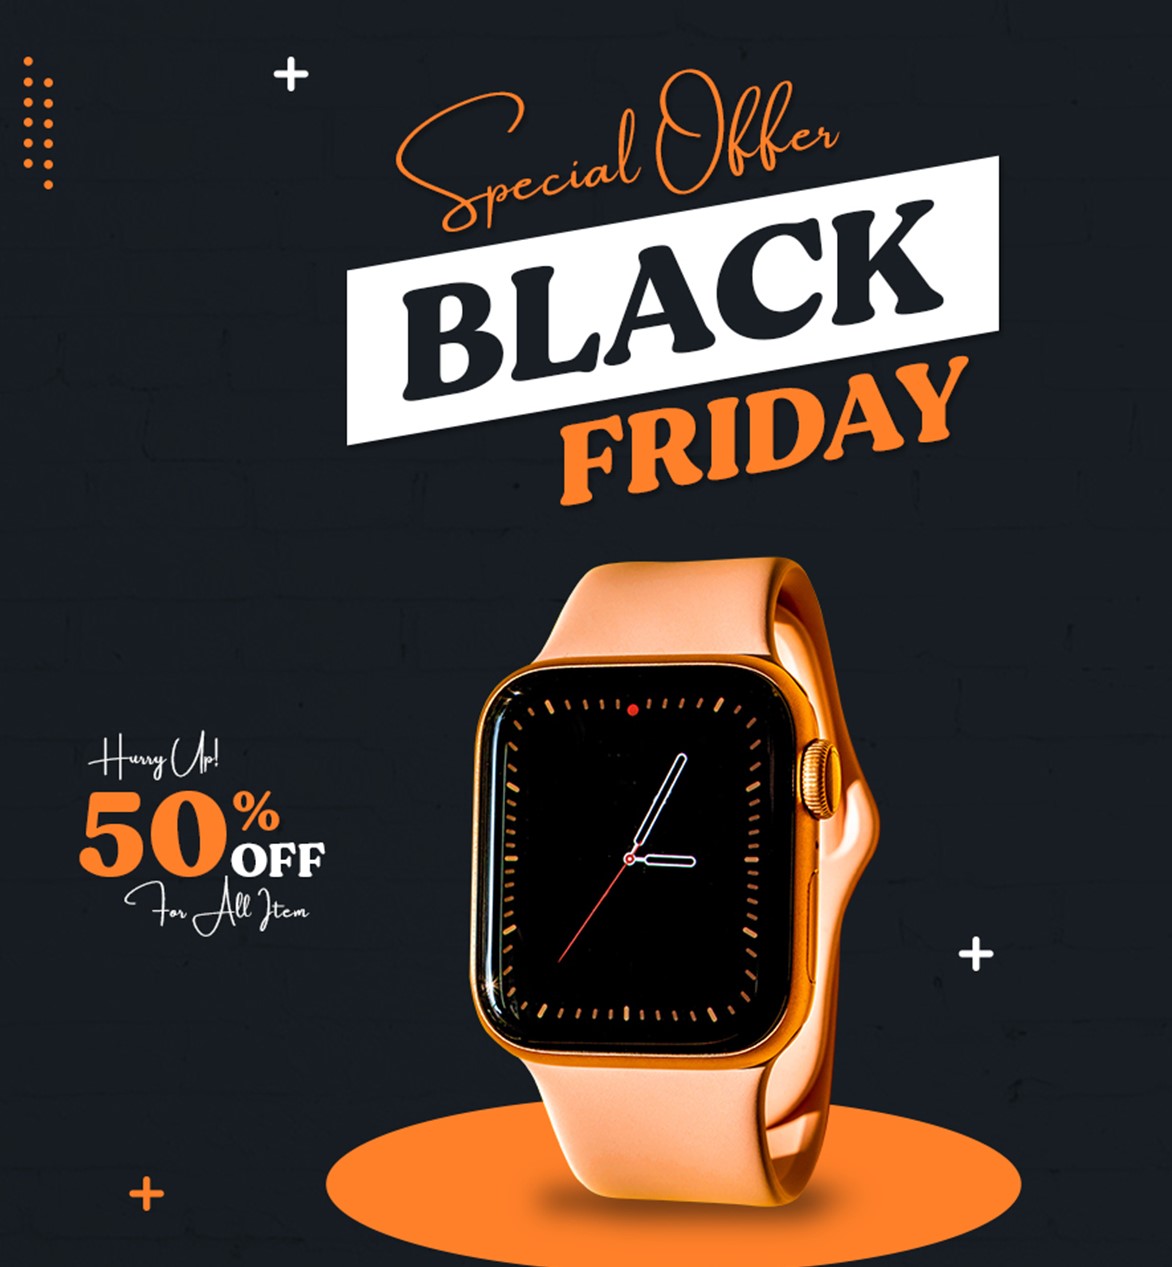 Special Offer
BLACK
FRIDAY
Hurry Up!
50%
OFF
For All Item